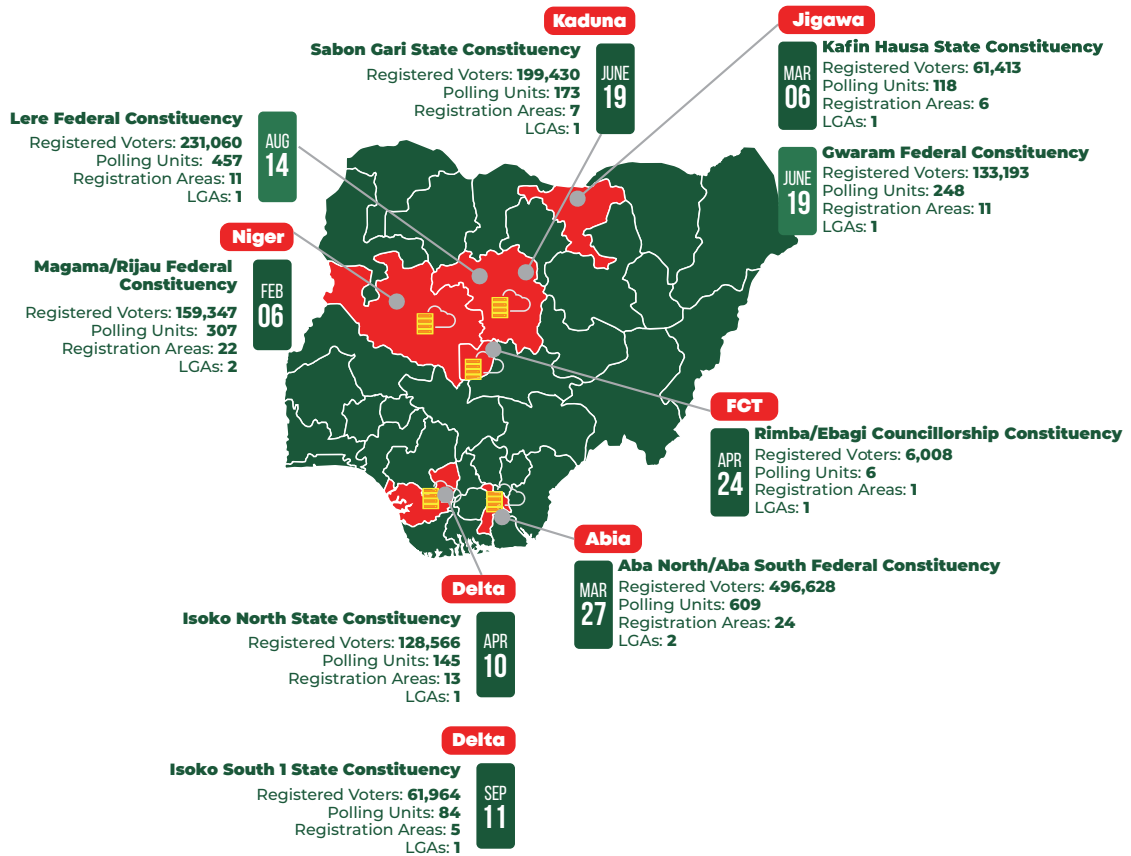 Kaduna
Sabon Gari State Constituency
Registered Voters: 199,430
Polling Units: 173
Registration Areas: 7
LGAs: 1
JUNE
19
Jigawa
MAR
06
Kafin Hausa State Constituency
Registered Voters: 61,413
Polling Units: 118
Registration Areas: 6
LGAs: 1
JUNE
19
Gwaram Federal Constituency
Registered Voters: 133,193
Polling Units: 248
Registration Areas: 11
LGAs: 1
Lere Federal Constituency
Registered Voters: 231,060
Polling Units: 457
Registration Areas: 11
LGAs: 1
AUG
14
Niger
Magama/Rijau Federal
Constituency
Registered Voters: 159,347
Polling Units: 307
Registration Areas: 22
LGAs: 2
FEB
06
FCT
APR
24
Rimba/Ebagi Councillorship Constituency
Registered Voters: 6,008
Polling Units: 6
Registration Areas: 1
LGAs: 1
Abia
MAR
27
Aba North/Aba South Federal Constituency
Registered Voters: 496,628
Polling Units: 609
Registration Areas: 24
LGAs: 2
Delta
Isoko North State Constituency
Registered Voters: 128,566
Polling Units: 145
Registration Areas: 13
LGAs: 1
APR
10
Delta
Isoko South 1 State Constituency
Registered Voters: 61,964
Polling Units: 84
Registration Areas: 5
LGAs: 1
SEP
11